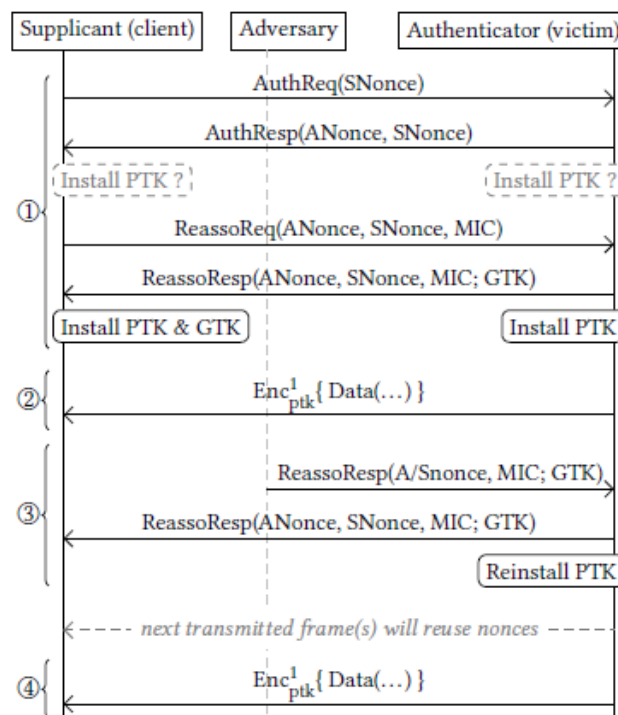 Supplicant (client) Adversary Authenticator (victim)
AuthReq(SNonce)
AuthResp(ANonce, SNonce)
Install PTK ? Install PTK ?
①
ReassoReq(ANonce, SNonce, MIC)
ReassoResp(ANonce, SNonce, MIC; GTK)
Install PTK & GTK Install PTK
② Enc¹ₚₜₖ{ Data(…) }
ReassoResp(A/Snonce, MIC; GTK)
③ ReassoResp(ANonce, SNonce, MIC; GTK)
Reinstall PTK
next transmitted frame(s) will reuse nonces
④ Enc¹ₚₜₖ{ Data(…) }